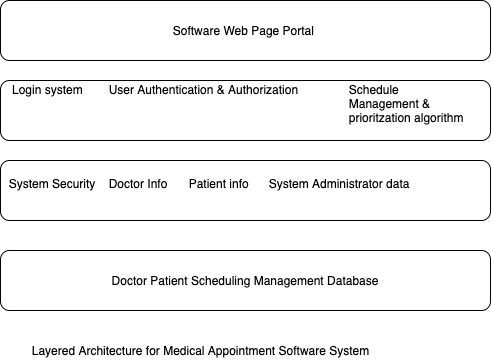 Software Web Page Portal
Login system User Authentication & Authorization Schedule
Management &
prioritzation algorithm
System Security Doctor Info Patient info System Administrator data
Doctor Patient Scheduling Management Database
Layered Architecture for Medical Appointment Software System